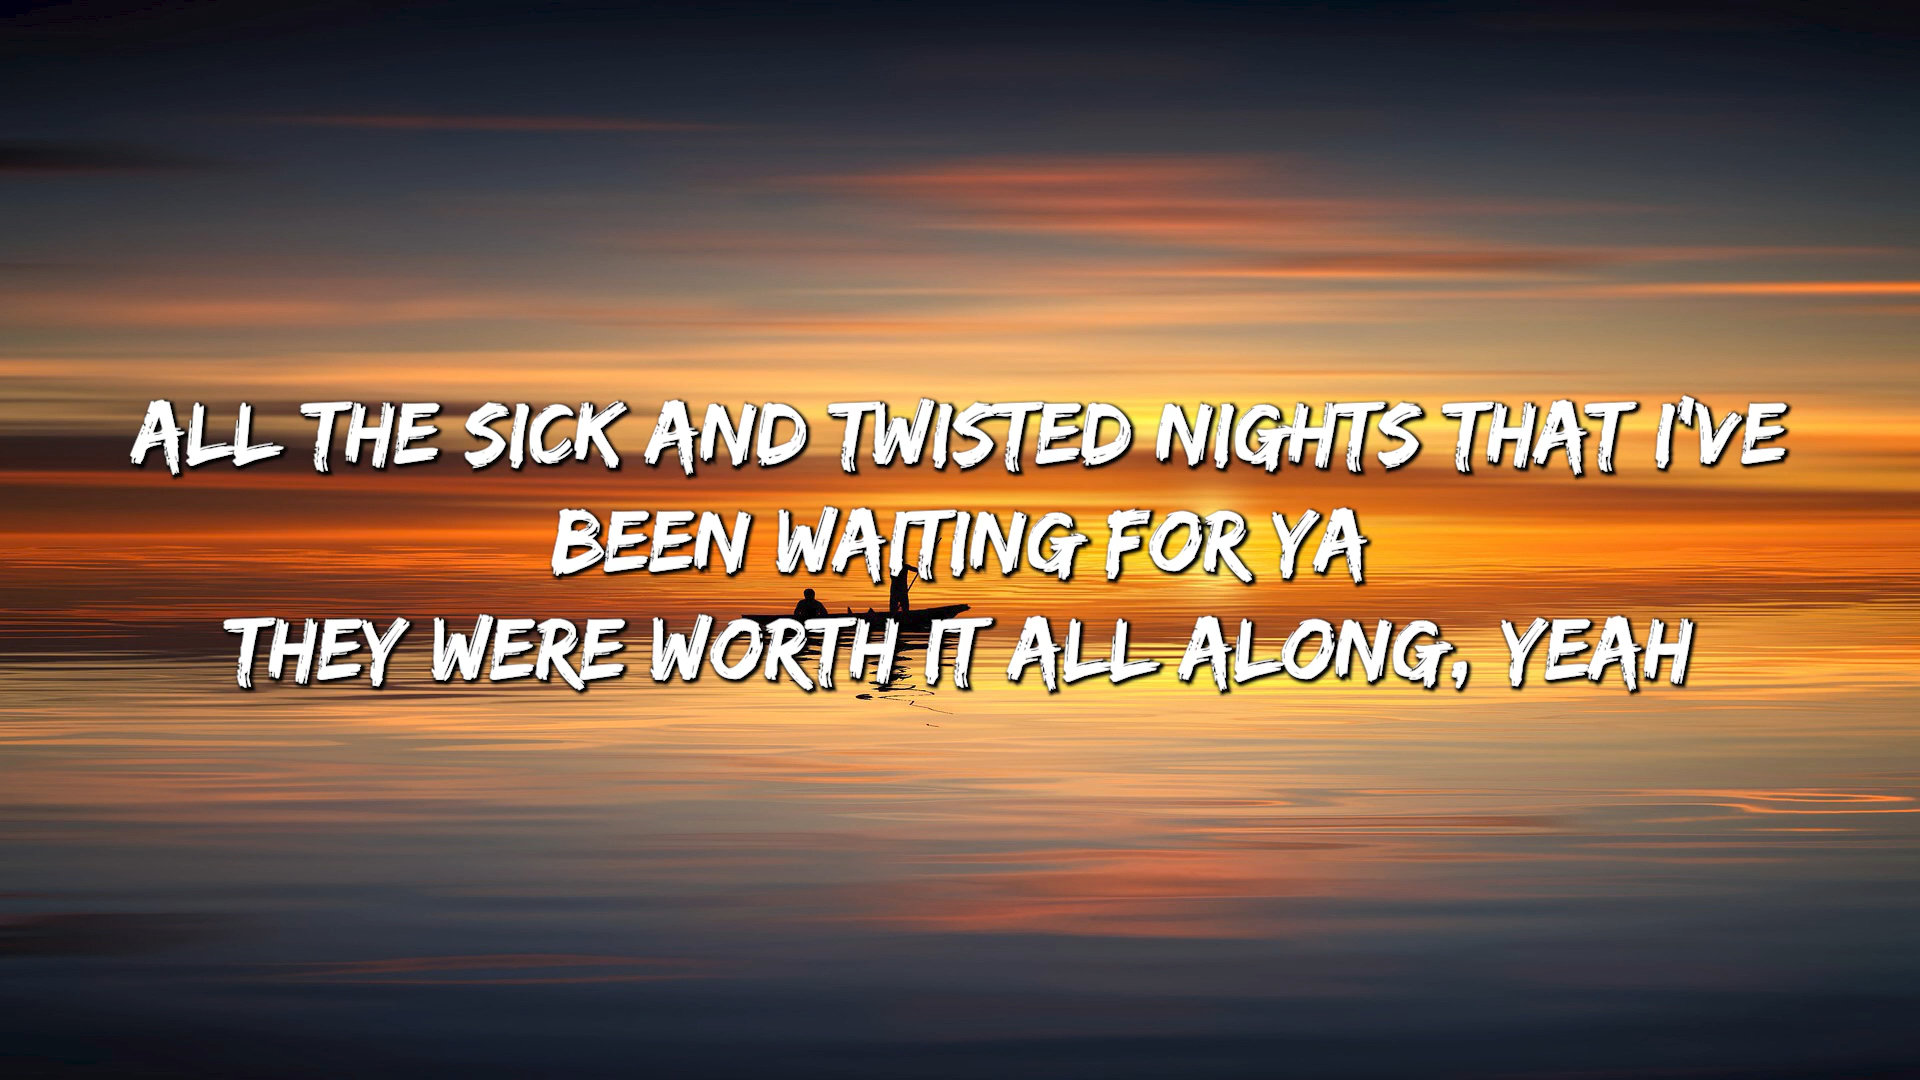 ALL THE SICK AND TWISTED NIGHTS THAT I'VE
BEEN WAITING FOR YA
THEY WERE WORTH IT ALL ALONG, YEAH